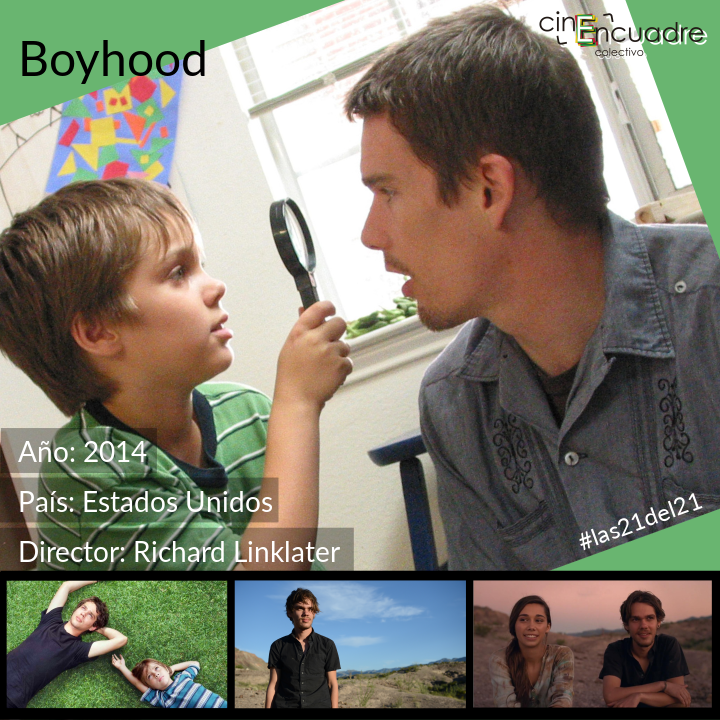 Boyhood
cinEncuadre
colectivo
Año: 2014
País: Estados Unidos
Director: Richard Linklater
#las21del21